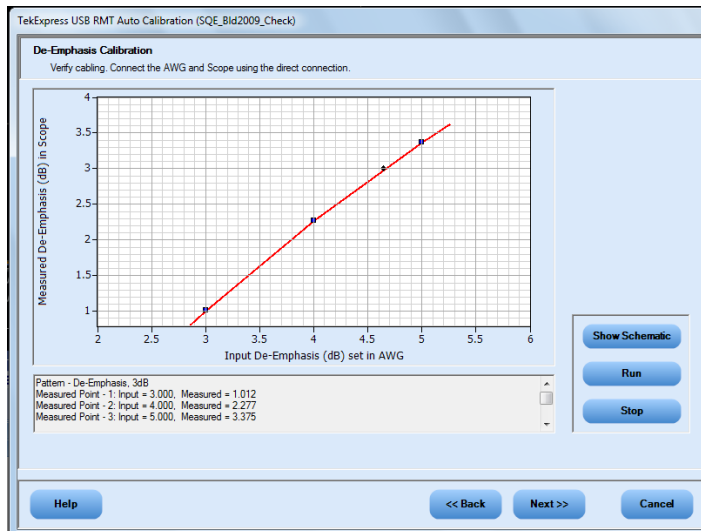 TekExpress USB RMT Auto Calibration (SQE_Bld2009_Check)
De-Emphasis Calibration
Verify cabling. Connect the AWG and Scope using the direct connection.
Measured De-Emphasis (dB) in Scope
4
3.5
3
2.5
2
1.5
1
2 2.5 3 3.5 4 4.5 5 5.5 6
Input De-Emphasis (dB) set in AWG
Pattern - De-Emphasis, 3dB
Measured Point - 1: Input = 3.000, Measured = 1.012
Measured Point - 2: Input = 4.000, Measured = 2.277
Measured Point - 3: Input = 5.000, Measured = 3.375
Show Schematic
Run
Stop
Help
<< Back
Next >>
Cancel